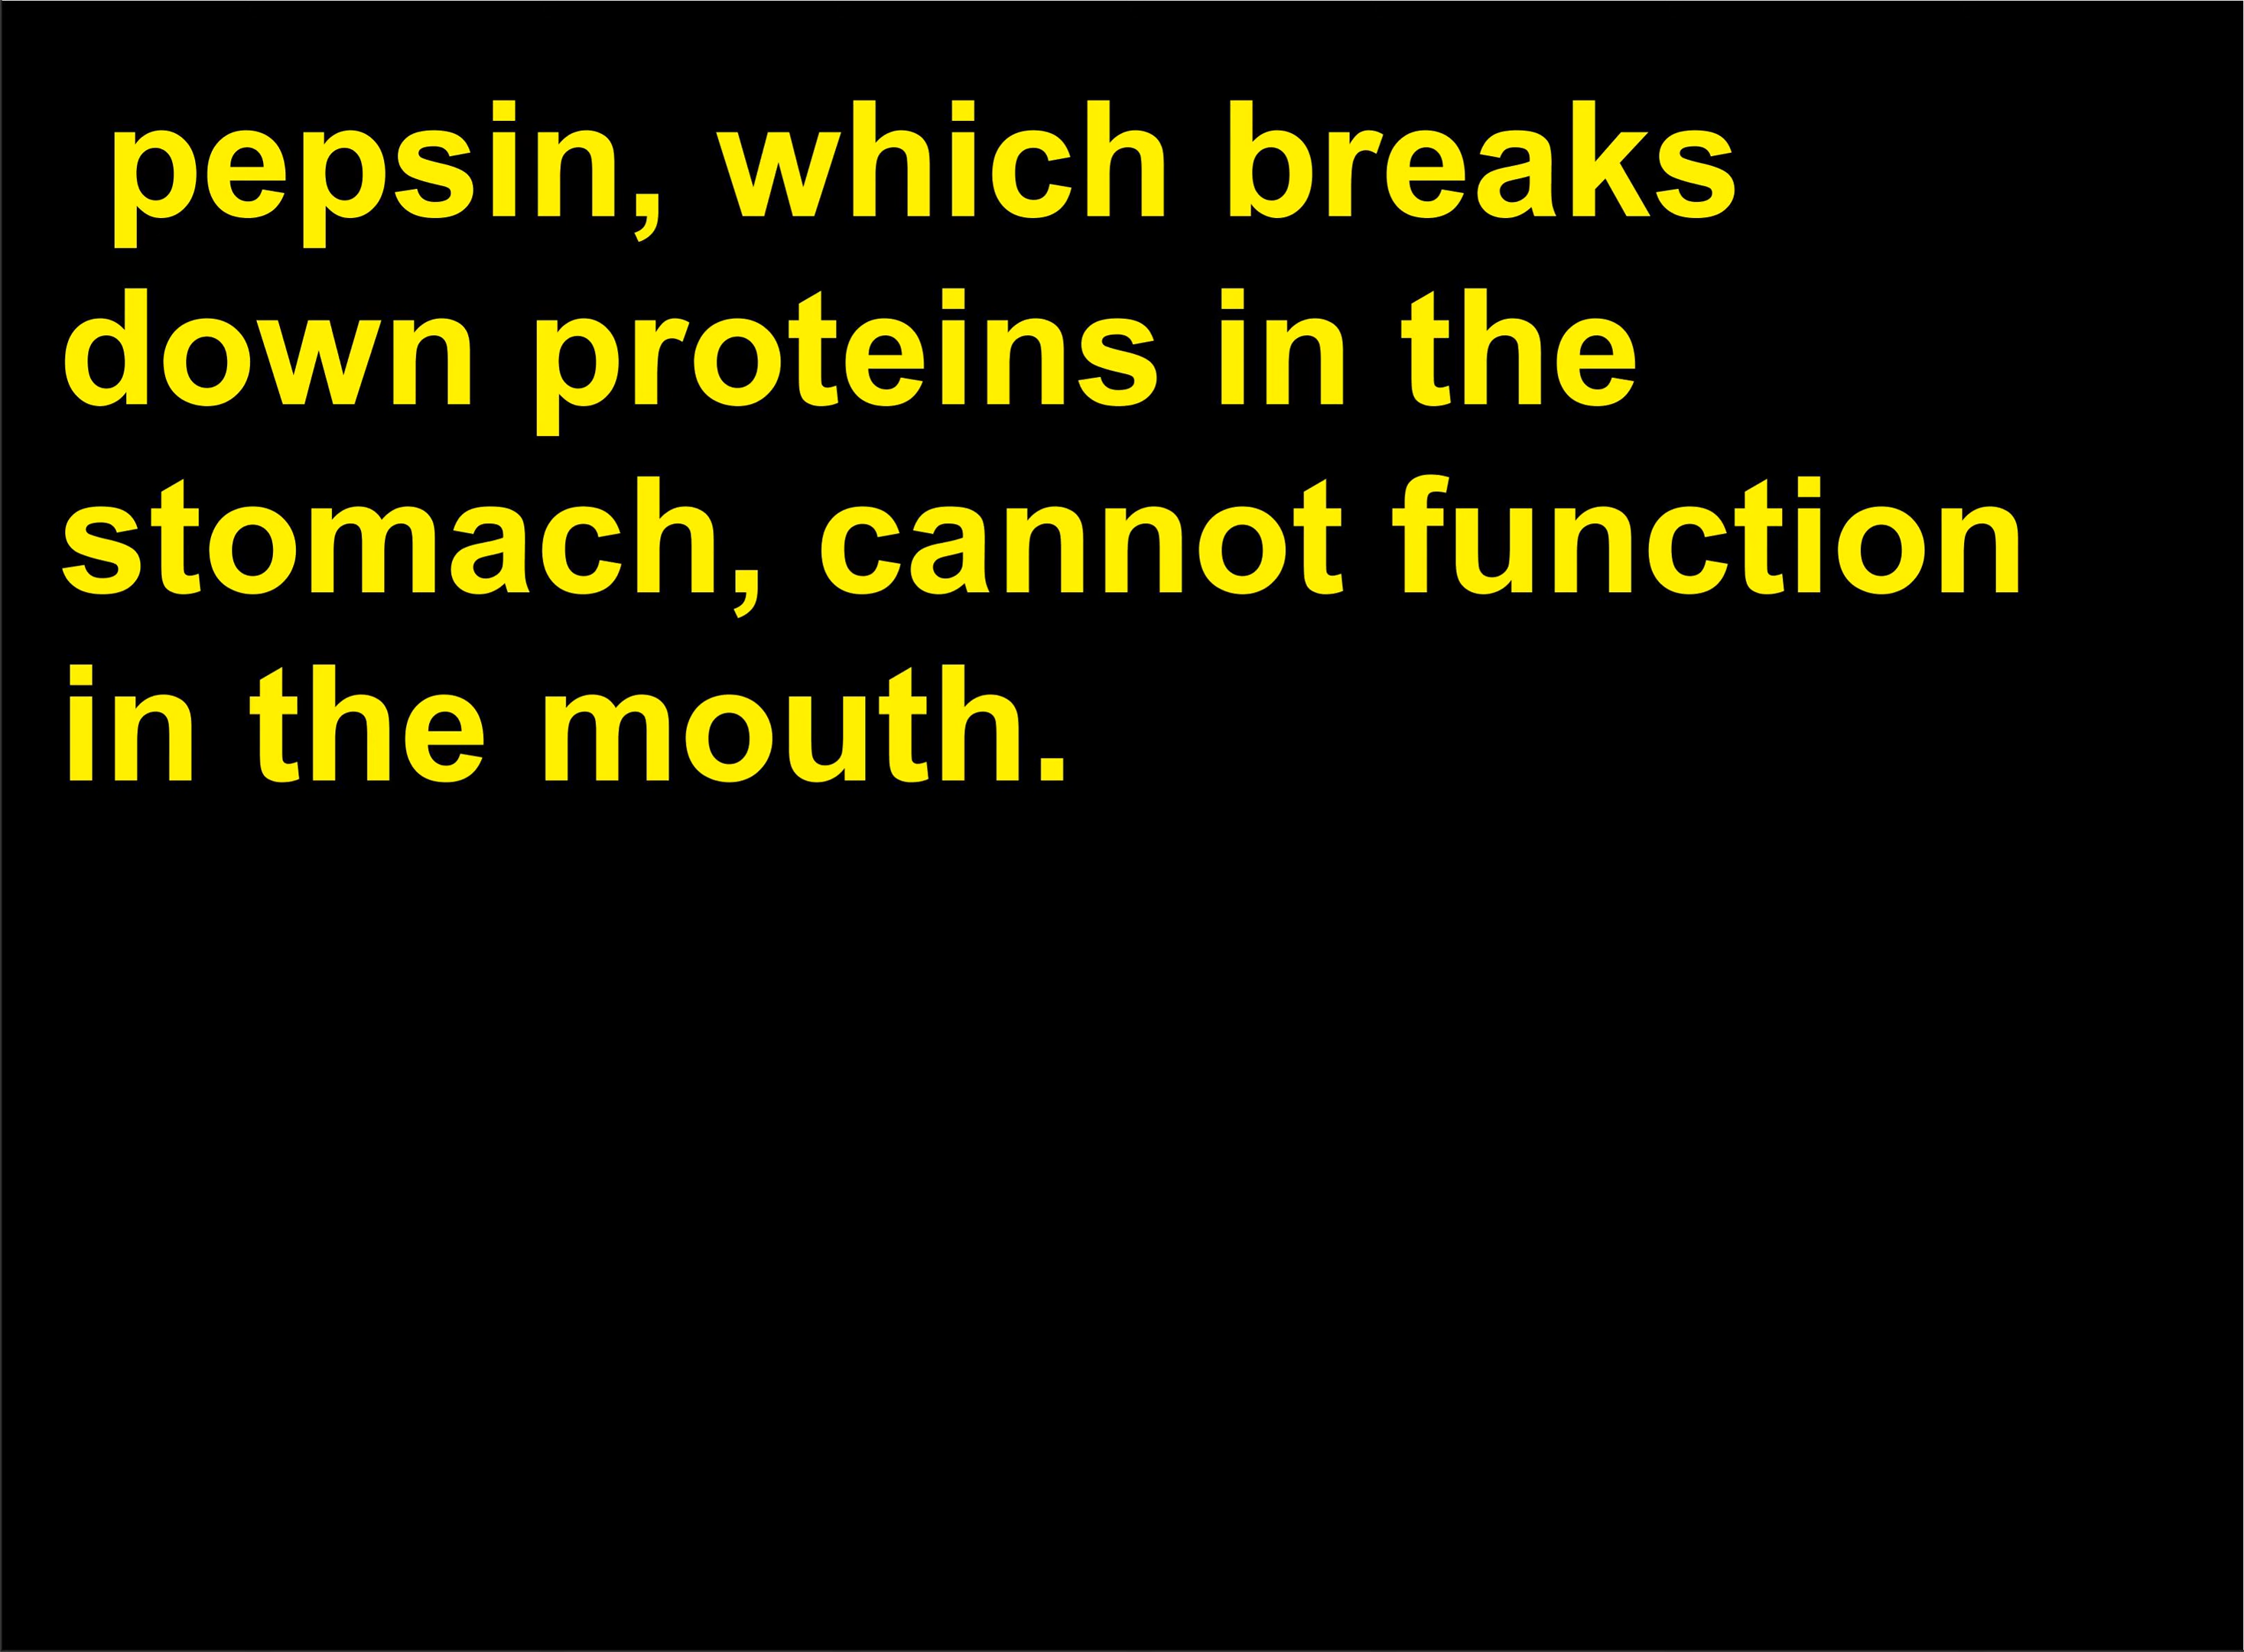 pepsin, which breaks
down proteins in the
stomach, cannot function
in the mouth.